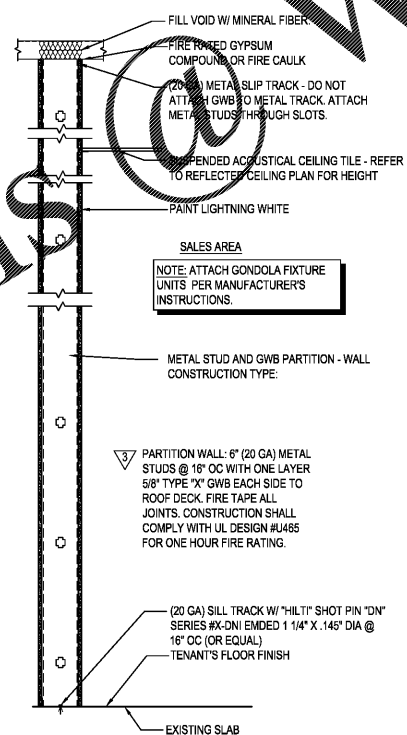 FILL VOID W/ MINERAL FIBER.
FIRE RATED GYPSUM
COMPOUND OR FIRE CAULK
(20 GA) METAL SLIP TRACK - DO NOT
ATTACH GWB TO METAL TRACK. ATTACH
METAL STUDS THROUGH SLOTS.
SUSPENDED ACOUSTICAL CEILING TILE - REFER
TO REFLECTED CEILING PLAN FOR HEIGHT
PAINT LIGHTNING WHITE
SALES AREA
NOTE: ATTACH GONDOLA FIXTURE
UNITS PER MANUFACTURER'S
INSTRUCTIONS.
METAL STUD AND GWB PARTITION - WALL
CONSTRUCTION TYPE:
3 PARTITION WALL: 6" (20 GA) METAL
STUDS @ 16" OC WITH ONE LAYER
5/8" TYPE "X" GWB EACH SIDE TO
ROOF DECK. FIRE TAPE ALL
JOINTS. CONSTRUCTION SHALL
COMPLY WITH UL DESIGN #U465
FOR ONE HOUR FIRE RATING.
(20 GA) SILL TRACK W/ "HILTI" SHOT PIN "DN"
SERIES #X-DNI EMDED 1 1/4" X .145" DIA @
16" OC (OR EQUAL)
TENANT'S FLOOR FINISH
EXISTING SLAB
s@w